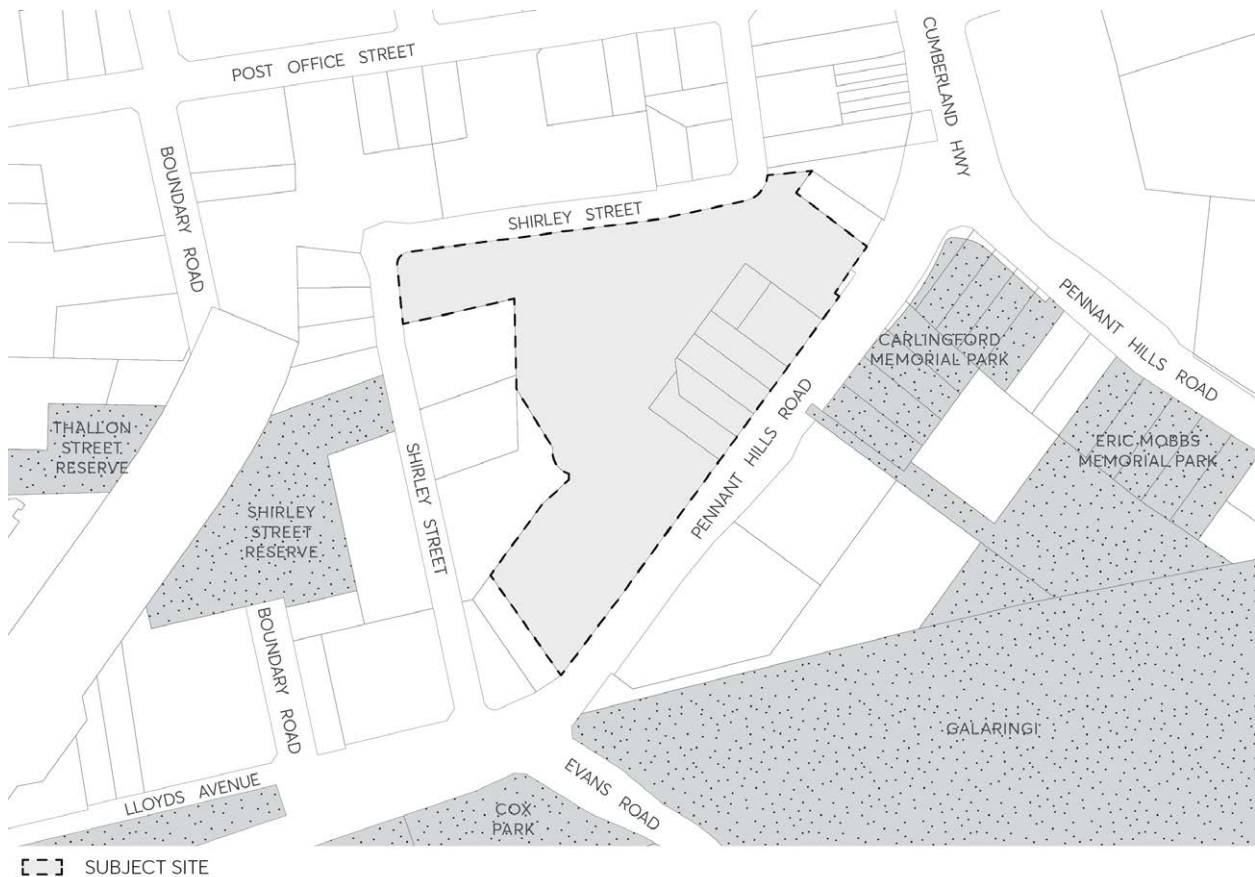 CUMBERLAND HWY
POST OFFICE STREET
BOUNDARY ROAD
SHIRLEY STREET
PENNANT HILLS ROAD
CARLINGFORD
MEMORIAL PARK
PENNANT HILLS ROAD
THALLON
STREET
RESERVE
ERIC MOBBS
MEMORIAL PARK
SHIRLEY STREET
SHIRLEY
STREET
RESERVE
BOUNDARY ROAD
GALARINGI
LLOYDS AVENUE
EVANS ROAD
COX
PARK
SUBJECT SITE